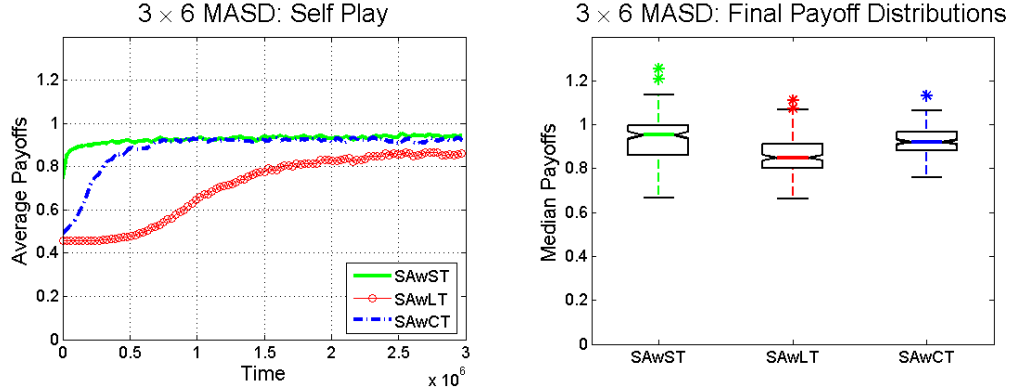 3 × 6 MASD: Self Play
Average Payoffs
1.2
1
0.8
0.6
0.4
0.2
0
0
0.5
1
1.5
2
2.5
3
Time
x 10^6
SAwST
SAwLT
SAwCT
3 × 6 MASD: Final Payoff Distributions
Median Payoffs
1.2
1
0.8
0.6
0.4
0.2
0
SAwST
SAwLT
SAwCT